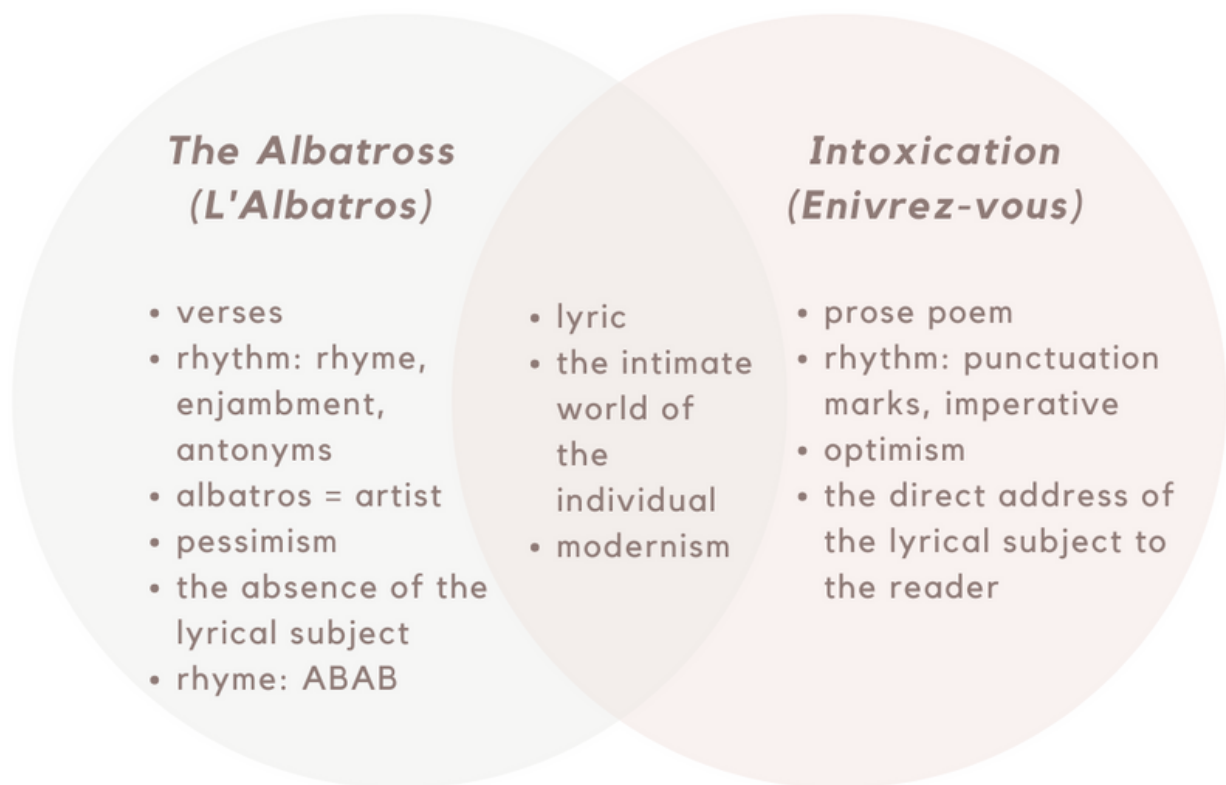 The Albatross
(L'Albatros)
• verses
• rhythm: rhyme,
enjambment,
antonyms
• albatros = artist
• pessimism
• the absence of the
lyrical subject
• rhyme: ABAB
• lyric
• the intimate
world of
the
individual
• modernism
Intoxication
(Enivrez-vous)
• prose poem
• rhythm: punctuation
marks, imperative
• optimism
• the direct address of
the lyrical subject to
the reader